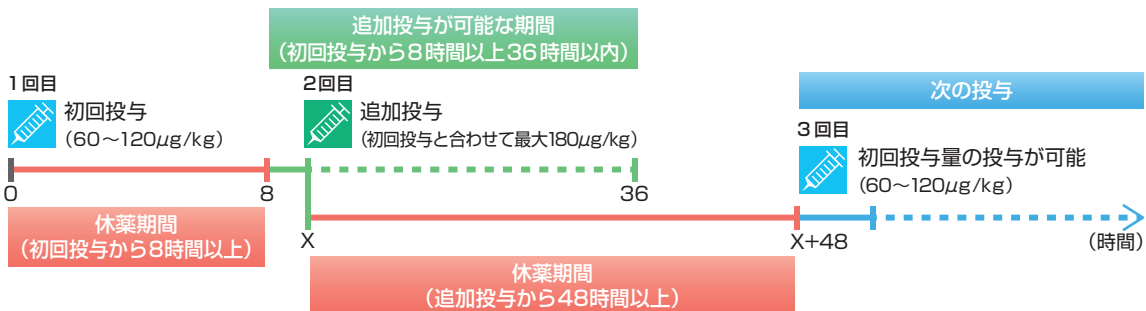 追加投与が可能な期間
(初回投与から8時間以上36時間以内)
1回目
初回投与
(60～120μg/kg)
2回目
追加投与
(初回投与と合わせて最大180μg/kg)
次の投与
3回目
初回投与量の投与が可能
(60～120μg/kg)
0
8
36
休薬期間
(初回投与から8時間以上)
X
X+48
(時間)
休薬期間
(追加投与から48時間以上)